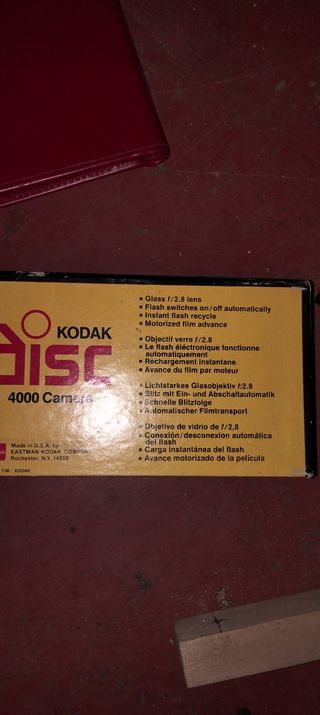 KODAK
disc
4000 Camera
Made in U.S.A. by
EASTMAN KODAK COMPANY
Rochester, N.Y. 14650
T.M. KODAK
• Glass f/2.8 lens
• Flash switches on/off automatically
• Instant flash recycle
• Motorized film advance
• Objectif verre f/2.8
• Le flash éléctronique fonctionne
automatiquement
• Rechargement instantane
• Avance du film par moteur
• Lichtstarkes Glasobjektiv f:2.8
• Blitz mit Ein- und Abschaltautomatik
• Schnelle Blitzfolge
• Automatischer Filmtransport
• Objetivo de vidrio de f/2,8
• Conexión/desconexion automática
del flash
• Carga instantánea del flash
• Avance motorizado de la película